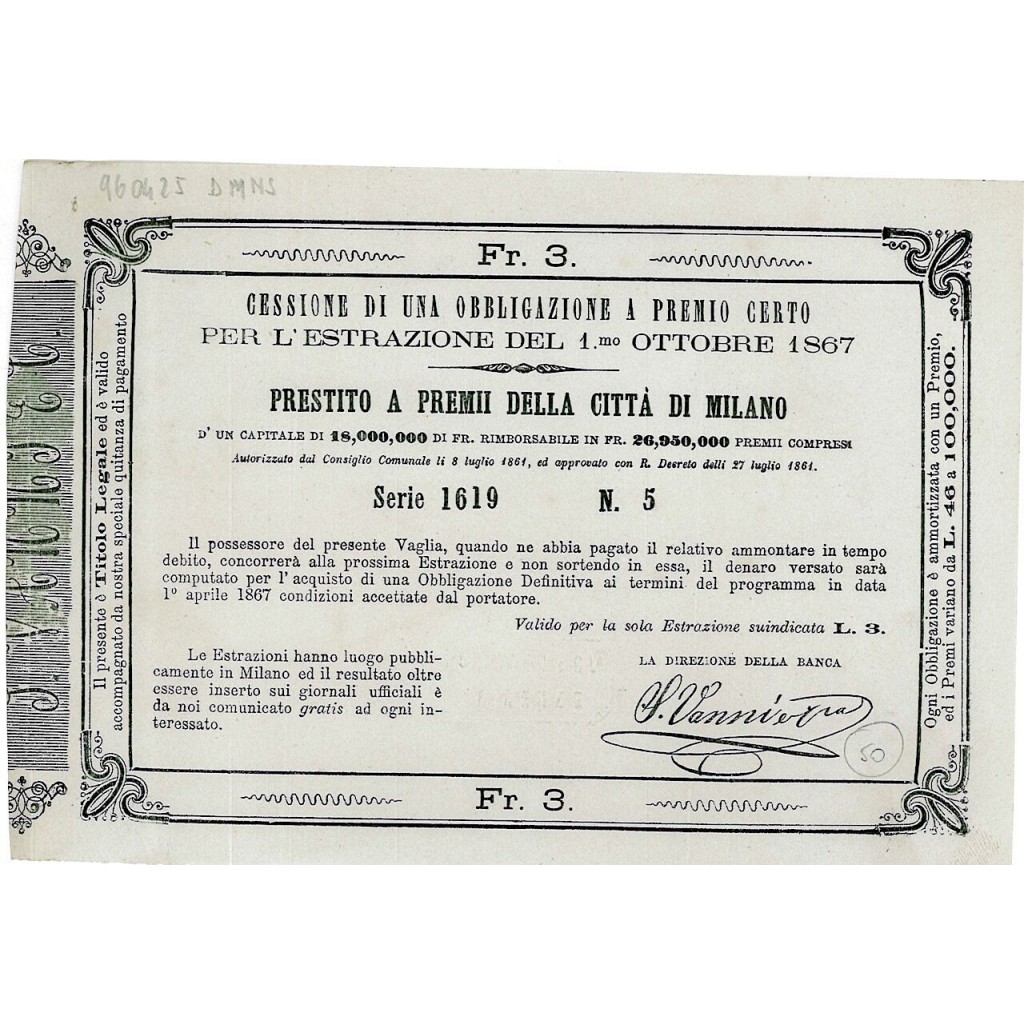 960425 DMNS
Fr. 3.
CESSIONE DI UNA OBBLIGAZIONE A PREMIO CERTO
PER L'ESTRAZIONE DEL 1.mo OTTOBRE 1867
PRESTITO A PREMII DELLA CITTÀ DI MILANO
D' UN CAPITALE DI 18,000,000 DI FR. RIMBORSABILE IN FR. 26,950,000 PREMII COMPRESI
Autorizzato dal Consiglio Comunale li 8 luglio 1861, ed approvato con R. Decreto delli 27 luglio 1861.
Serie 1619 N. 5
Il possessore del presente Vaglia, quando ne abbia pagato il relativo ammontare in tempo
debito, concorrerà alla prossima Estrazione e non sortendo in essa, il denaro versato sarà
computato per l' acquisto di una Obbligazione Definitiva ai termini del programma in data
1° aprile 1867 condizioni accettate dal portatore.
Valido per la sola Estrazione suindicata L. 3.
Le Estrazioni hanno luogo pubbli-
camente in Milano ed il resultato oltre
essere inserto sui giornali ufficiali è
da noi comunicato gratis ad ogni in-
teressato.
LA DIREZIONE DELLA BANCA
50
Fr. 3.
Il presente è Titolo Legale ed è valido
accompagnato da nostra speciale quitanza di pagamento
Ogni Obbligazione è ammortizzata con un Premio,
ed i Premi variano da L. 46 a 100,000.